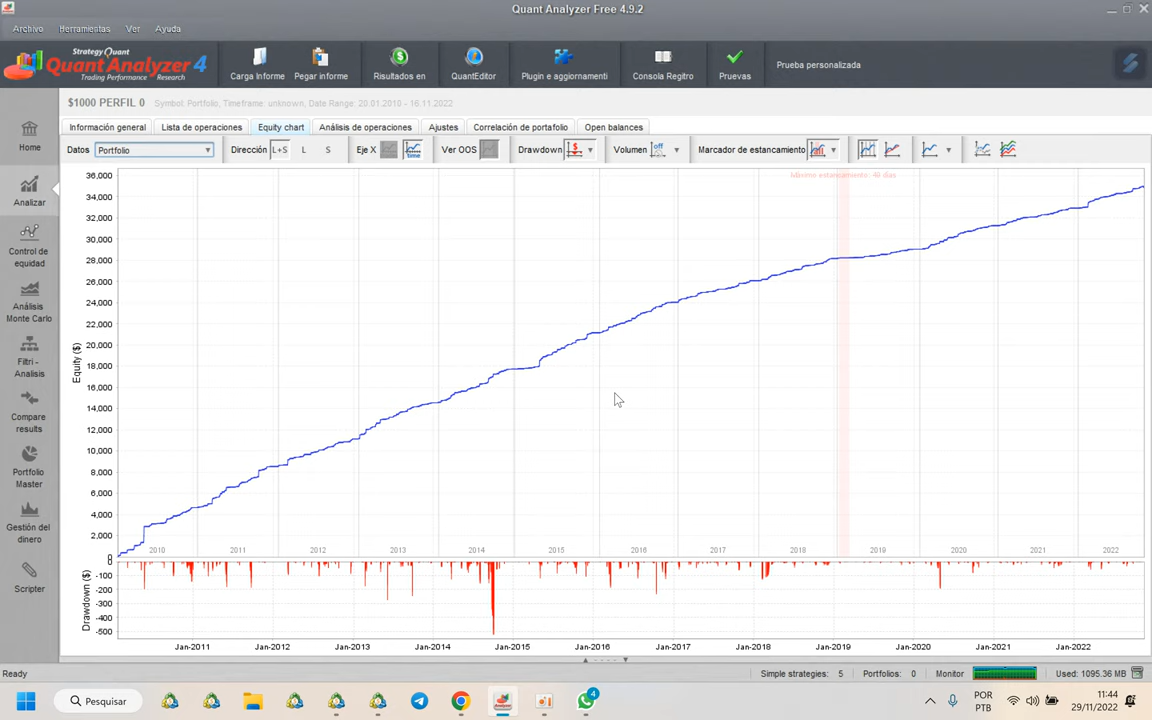 Quant Analyzer Free 4.9.2
Archivo Herramientas Ver Ayuda
StrategyQuant
QuantAnalyzer 4
Trading Performance Research
Carga Informe
Pegar informe
Risultados en
QuantEditor
Plugin e aggiornamenti
Consola Regitro
Pruevas
Prueba personalizada
$1000 PERFIL 0 Symbol: Portfolio, Timeframe: unknown, Date Range: 20.01.2010 - 16.11.2022
Información general Lista de operaciones Equity chart Análisis de operaciones Ajustes Correlación de portafolio Open balances
Datos Portfolio Dirección L+S L S Eje X time Ver OOS Drawdown $ Volumen off Marcador de estancamiento
Home
Analizar
Control de
equidad
Análisis
Monte Carlo
Filtri -
Analisis
Compare
results
Portfolio
Master
Gestión del
dinero
Scripter
Máximo estancamiento: 46 días
36,000
34,000
32,000
30,000
28,000
26,000
24,000
22,000
20,000
18,000
16,000
14,000
12,000
10,000
8,000
6,000
4,000
2,000
0
Equity ($)
2010 2011 2012 2013 2014 2015 2016 2017 2018 2019 2020 2021 2022
0
-100
-200
-300
-400
-500
Drawdown ($)
Jan-2011 Jan-2012 Jan-2013 Jan-2014 Jan-2015 Jan-2016 Jan-2017 Jan-2018 Jan-2019 Jan-2020 Jan-2021 Jan-2022
Ready Simple strategies: 5 Portfolios: 0 Monitor Used: 1095.36 MB
Pesquisar
4
POR
PTB
11:44
29/11/2022